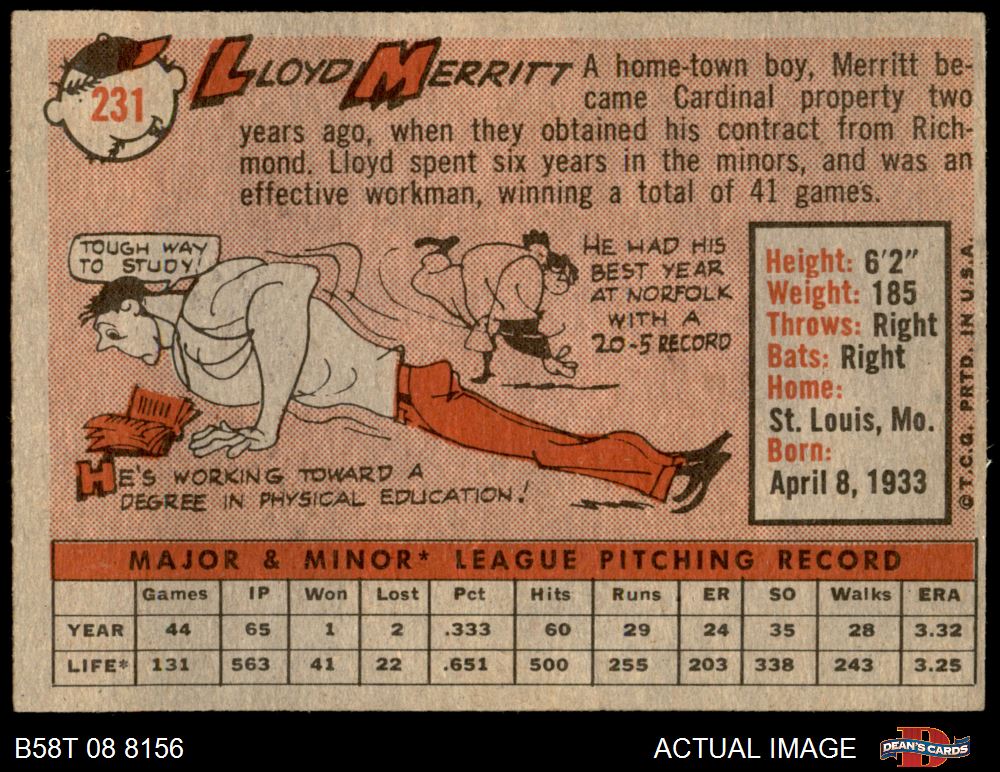 231
LLOYD MERRITT
A home-town boy, Merritt be-
came Cardinal property two
years ago, when they obtained his contract from Rich-
mond. Lloyd spent six years in the minors, and was an
effective workman, winning a total of 41 games.
TOUGH WAY
TO STUDY!
HE HAD HIS
BEST YEAR
AT NORFOLK
WITH A
20-5 RECORD
HE'S WORKING TOWARD A
DEGREE IN PHYSICAL EDUCATION!
Height: 6'2"
Weight: 185
Throws: Right
Bats: Right
Home:
St. Louis, Mo.
Born:
April 8, 1933
© T.C.G. PRTD. IN U.S.A.
MAJOR & MINOR* LEAGUE PITCHING RECORD
Games IP Won Lost Pct Hits Runs ER SO Walks ERA
YEAR 44 65 1 2 .333 60 29 24 35 28 3.32
LIFE* 131 563 41 22 .651 500 255 203 338 243 3.25
B58T 08 8156
ACTUAL IMAGE
D
DEAN'S CARDS